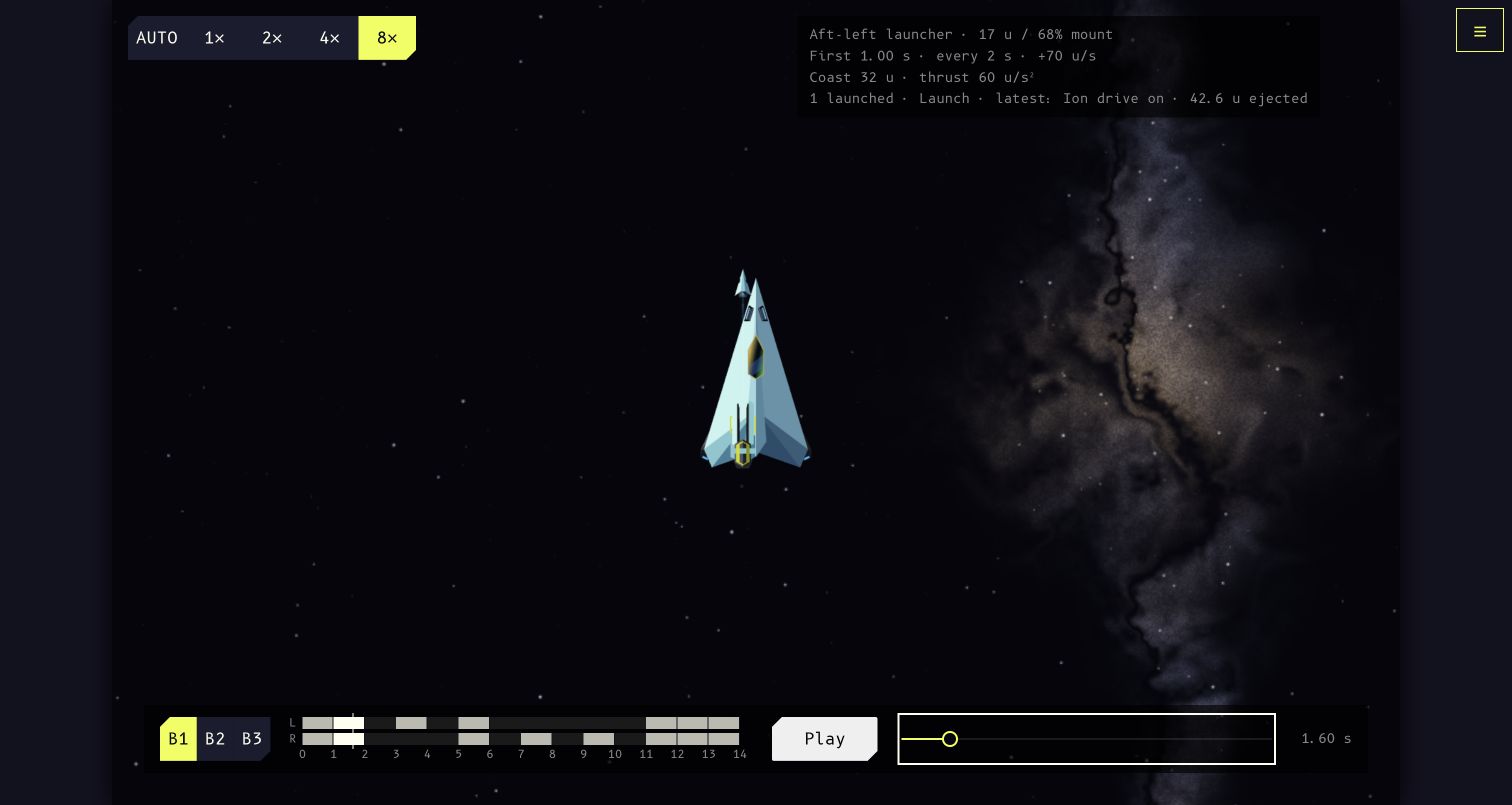 AUTO 1× 2× 4× 8×
Aft-left launcher · 17 u / 68% mount
First 1.00 s · every 2 s · +70 u/s
Coast 32 u · thrust 60 u/s²
1 launched · Launch · latest: Ion drive on · 42.6 u ejected
B1 B2 B3
L
R
0 1 2 3 4 5 6 7 8 9 10 11 12 13 14
Play
1.60 s